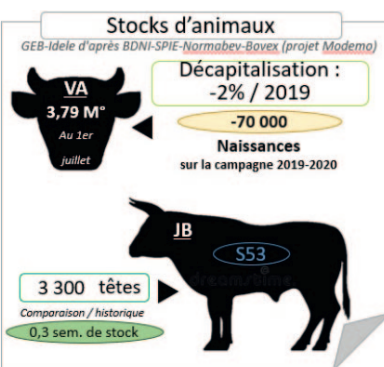 Stocks d'animaux
GEB-Idele d'après BDNI-SPIE-Normabev-Bovex (projet Modemo)
VA
3,79 M°
Au 1er
juillet
Décapitalisation :
-2% / 2019
-70 000
Naissances
sur la campagne 2019-2020
JB
S53
dreamstime
3 300 têtes
Comparaison / historique
0,3 sem. de stock